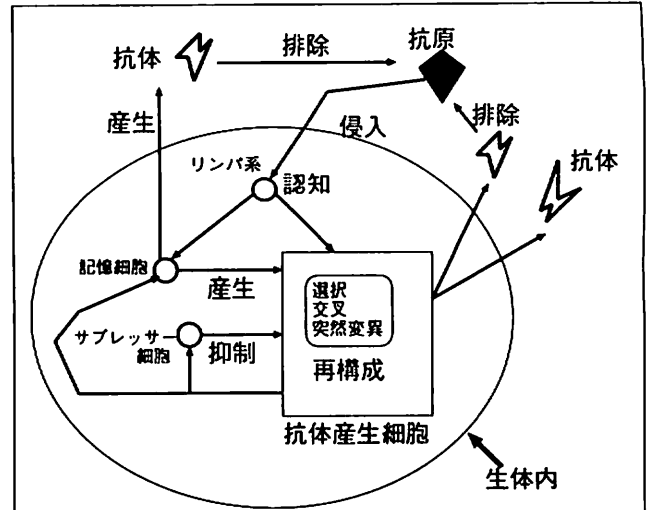 抗体
排除
抗原
産生
侵入
排除
リンパ系
認知
抗体
記憶細胞
産生
選択
交叉
突然変異
サブレッサー
細胞
抑制
再構成
抗体産生細胞
生体内